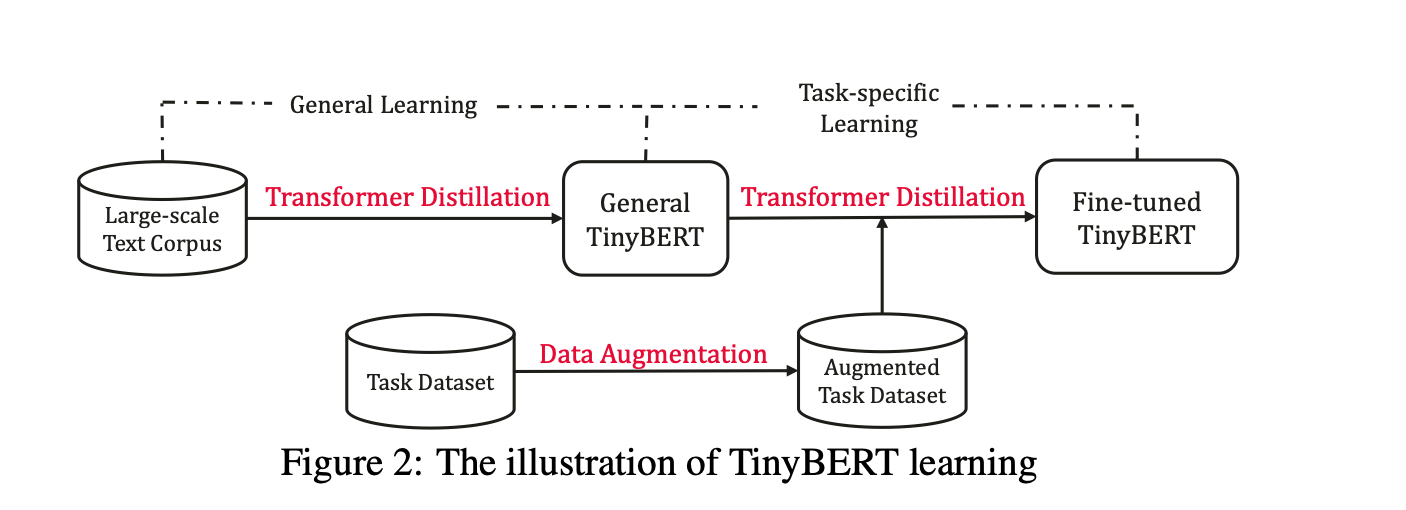 General Learning
Task-specific
Learning
Large-scale
Text Corpus
Transformer Distillation
General
TinyBERT
Transformer Distillation
Fine-tuned
TinyBERT
Task Dataset
Data Augmentation
Augmented
Task Dataset
Figure 2: The illustration of TinyBERT learning